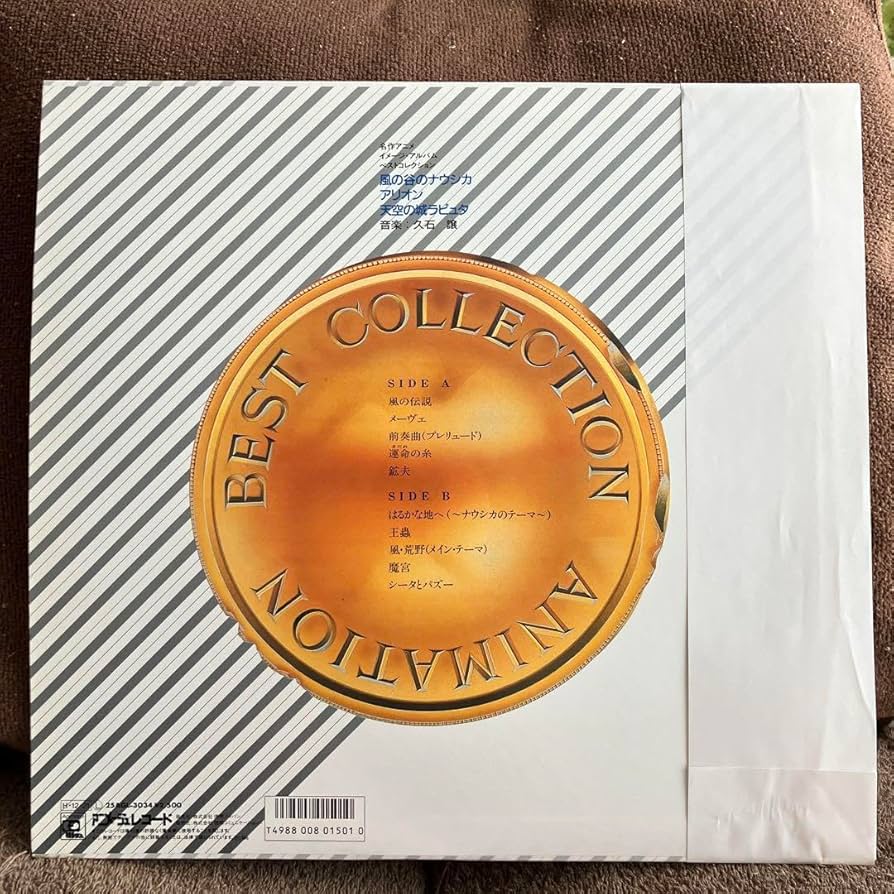 名作アニメ
イメージ・アルバム
ベストコレクション
風の谷のナウシカ
アリオン
天空の城ラピュタ
音楽:久石 譲
BEST COLLECTION
SIDE A
風の伝説
メーヴェ
前奏曲(プレリュード)
運命の糸
鉱夫
SIDE B
はるかな地へ(〜ナウシカのテーマ〜)
王蟲
風・荒野(メイン・テーマ)
魔宮
シータとパズー
ANIMATION
25AGL-3034 ¥2,500
アニメージュレコード
T4988 008 01501 0